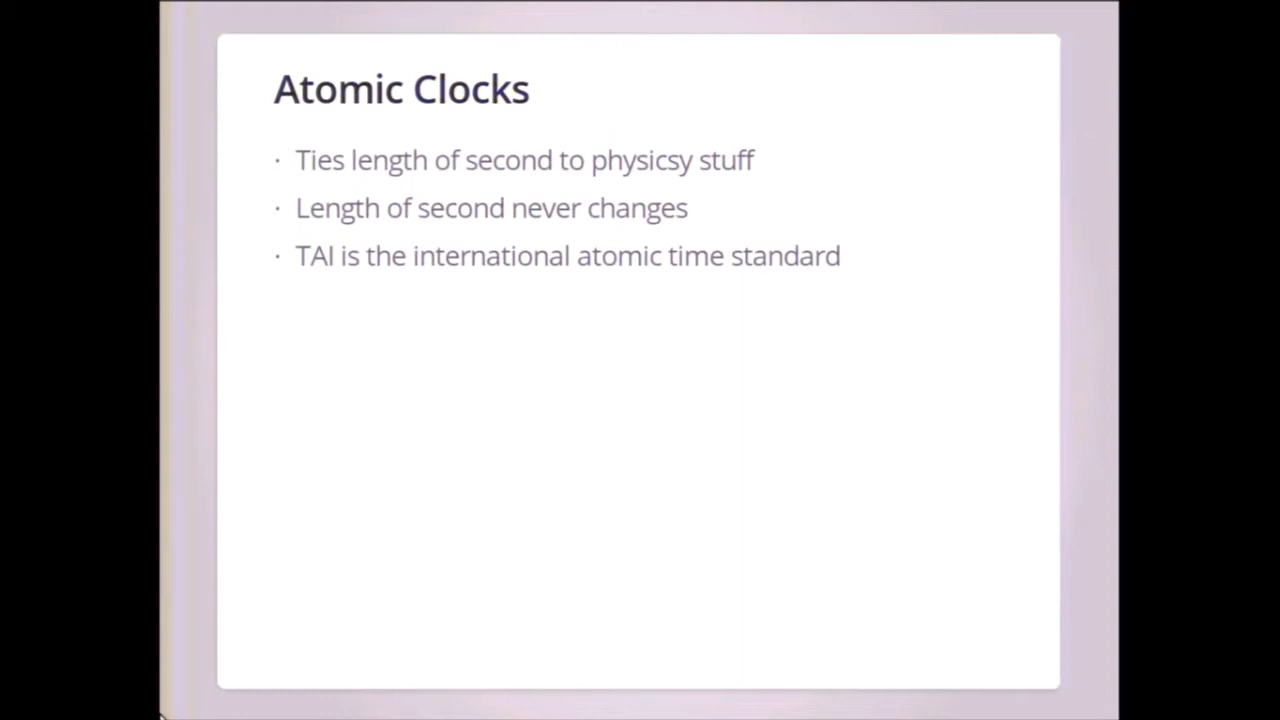 Atomic Clocks
· Ties length of second to physicsy stuff
· Length of second never changes
· TAI is the international atomic time standard